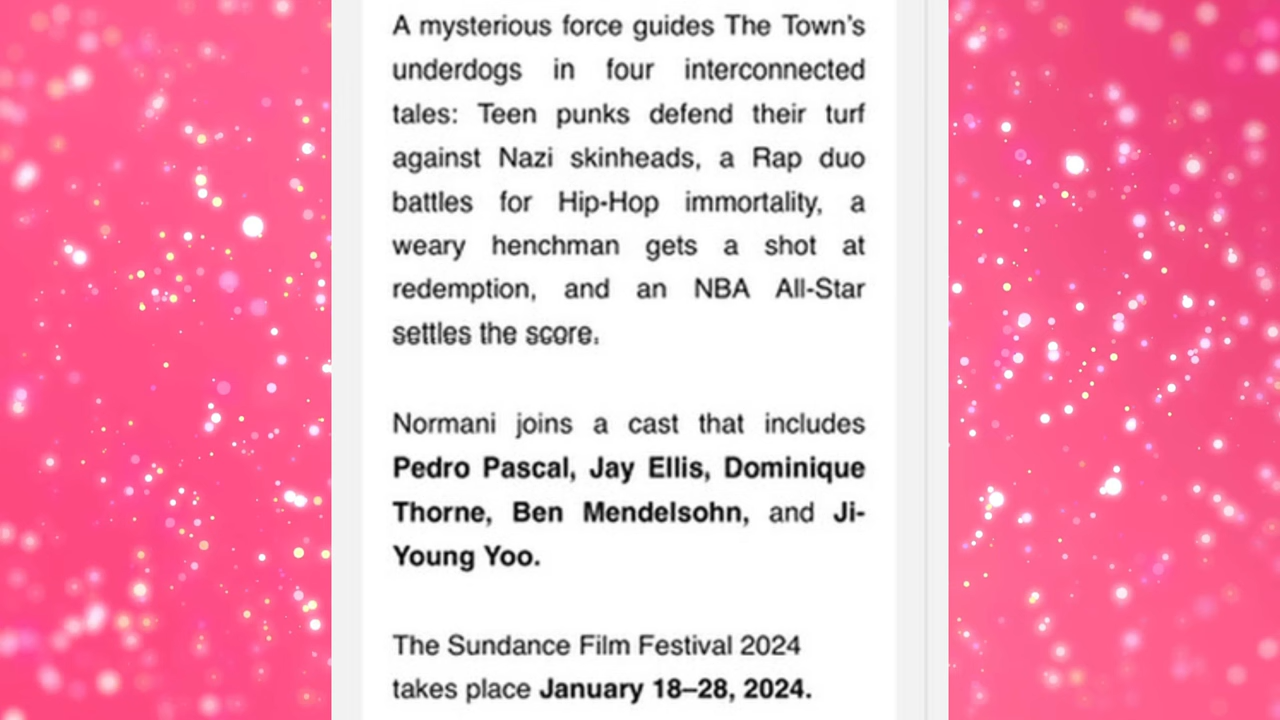 A mysterious force guides The Town's
underdogs in four interconnected
tales: Teen punks defend their turf
against Nazi skinheads, a Rap duo
battles for Hip-Hop immortality, a
weary henchman gets a shot at
redemption, and an NBA All-Star
settles the score.
Normani joins a cast that includes
Pedro Pascal, Jay Ellis, Dominique
Thorne, Ben Mendelsohn, and Ji-
Young Yoo.
The Sundance Film Festival 2024
takes place January 18–28, 2024.